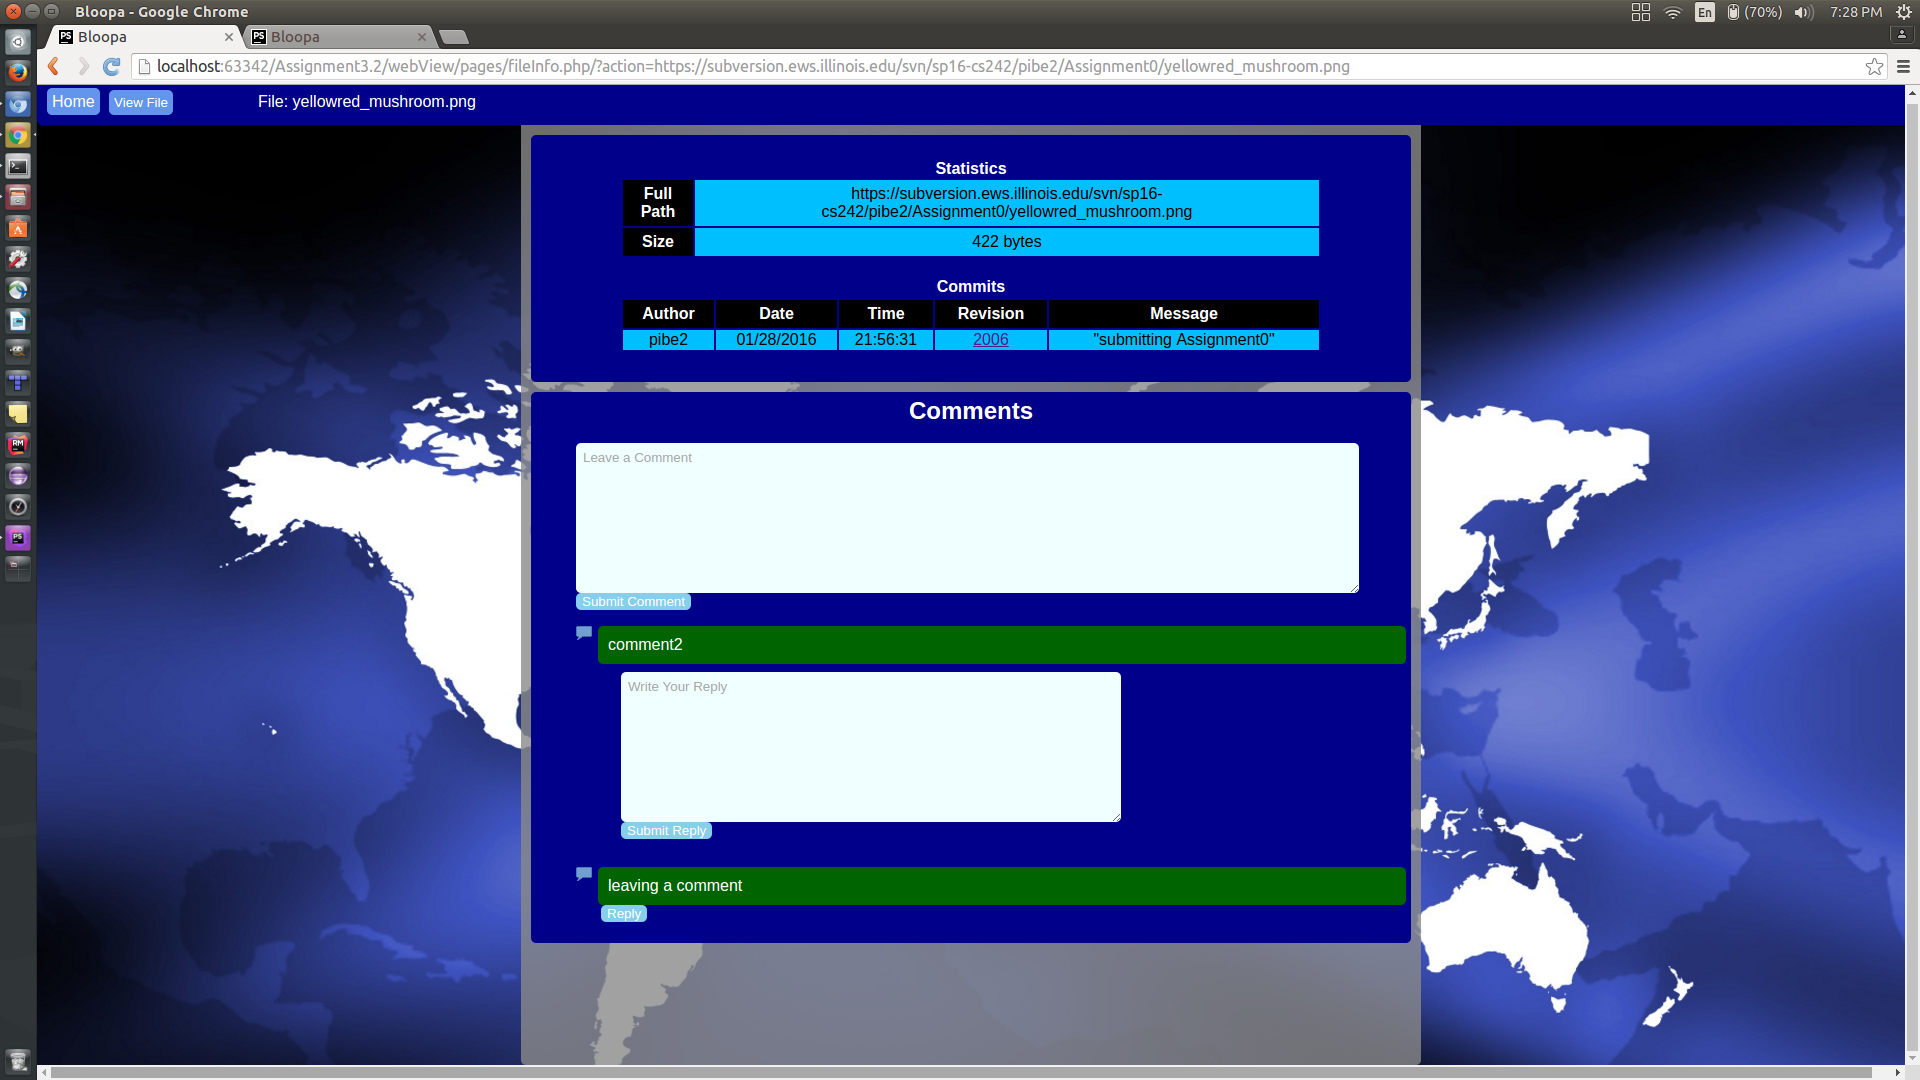 Bloopa - Google Chrome
En
(70%)
7:28 PM
Bloopa
Bloopa
localhost:63342/Assignment3.2/webView/pages/fileInfo.php/?action=https://subversion.ews.illinois.edu/svn/sp16-cs242/pibe2/Assignment0/yellowred_mushroom.png
Home
View File
File: yellowred_mushroom.png
Statistics
Full Path
https://subversion.ews.illinois.edu/svn/sp16-
cs242/pibe2/Assignment0/yellowred_mushroom.png
Size
422 bytes
Commits
Author Date Time Revision Message
pibe2 01/28/2016 21:56:31 2006 "submitting Assignment0"
Comments
Leave a Comment
Submit Comment
comment2
Write Your Reply
Submit Reply
leaving a comment
Reply